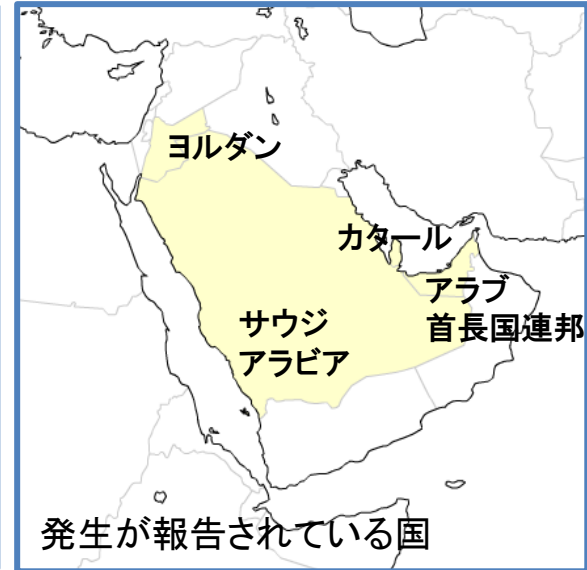 ヨルダン
カタール
アラブ
首長国連邦
サウジ
アラビア
発生が報告されている国